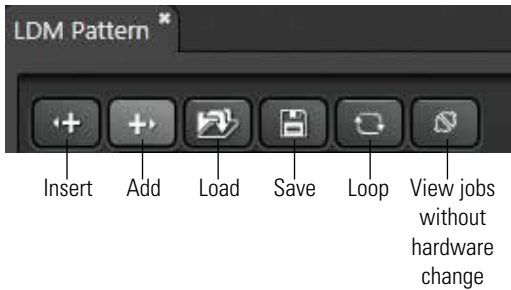 LDM Pattern *
Insert Add Load Save Loop View jobs
without
hardware
change